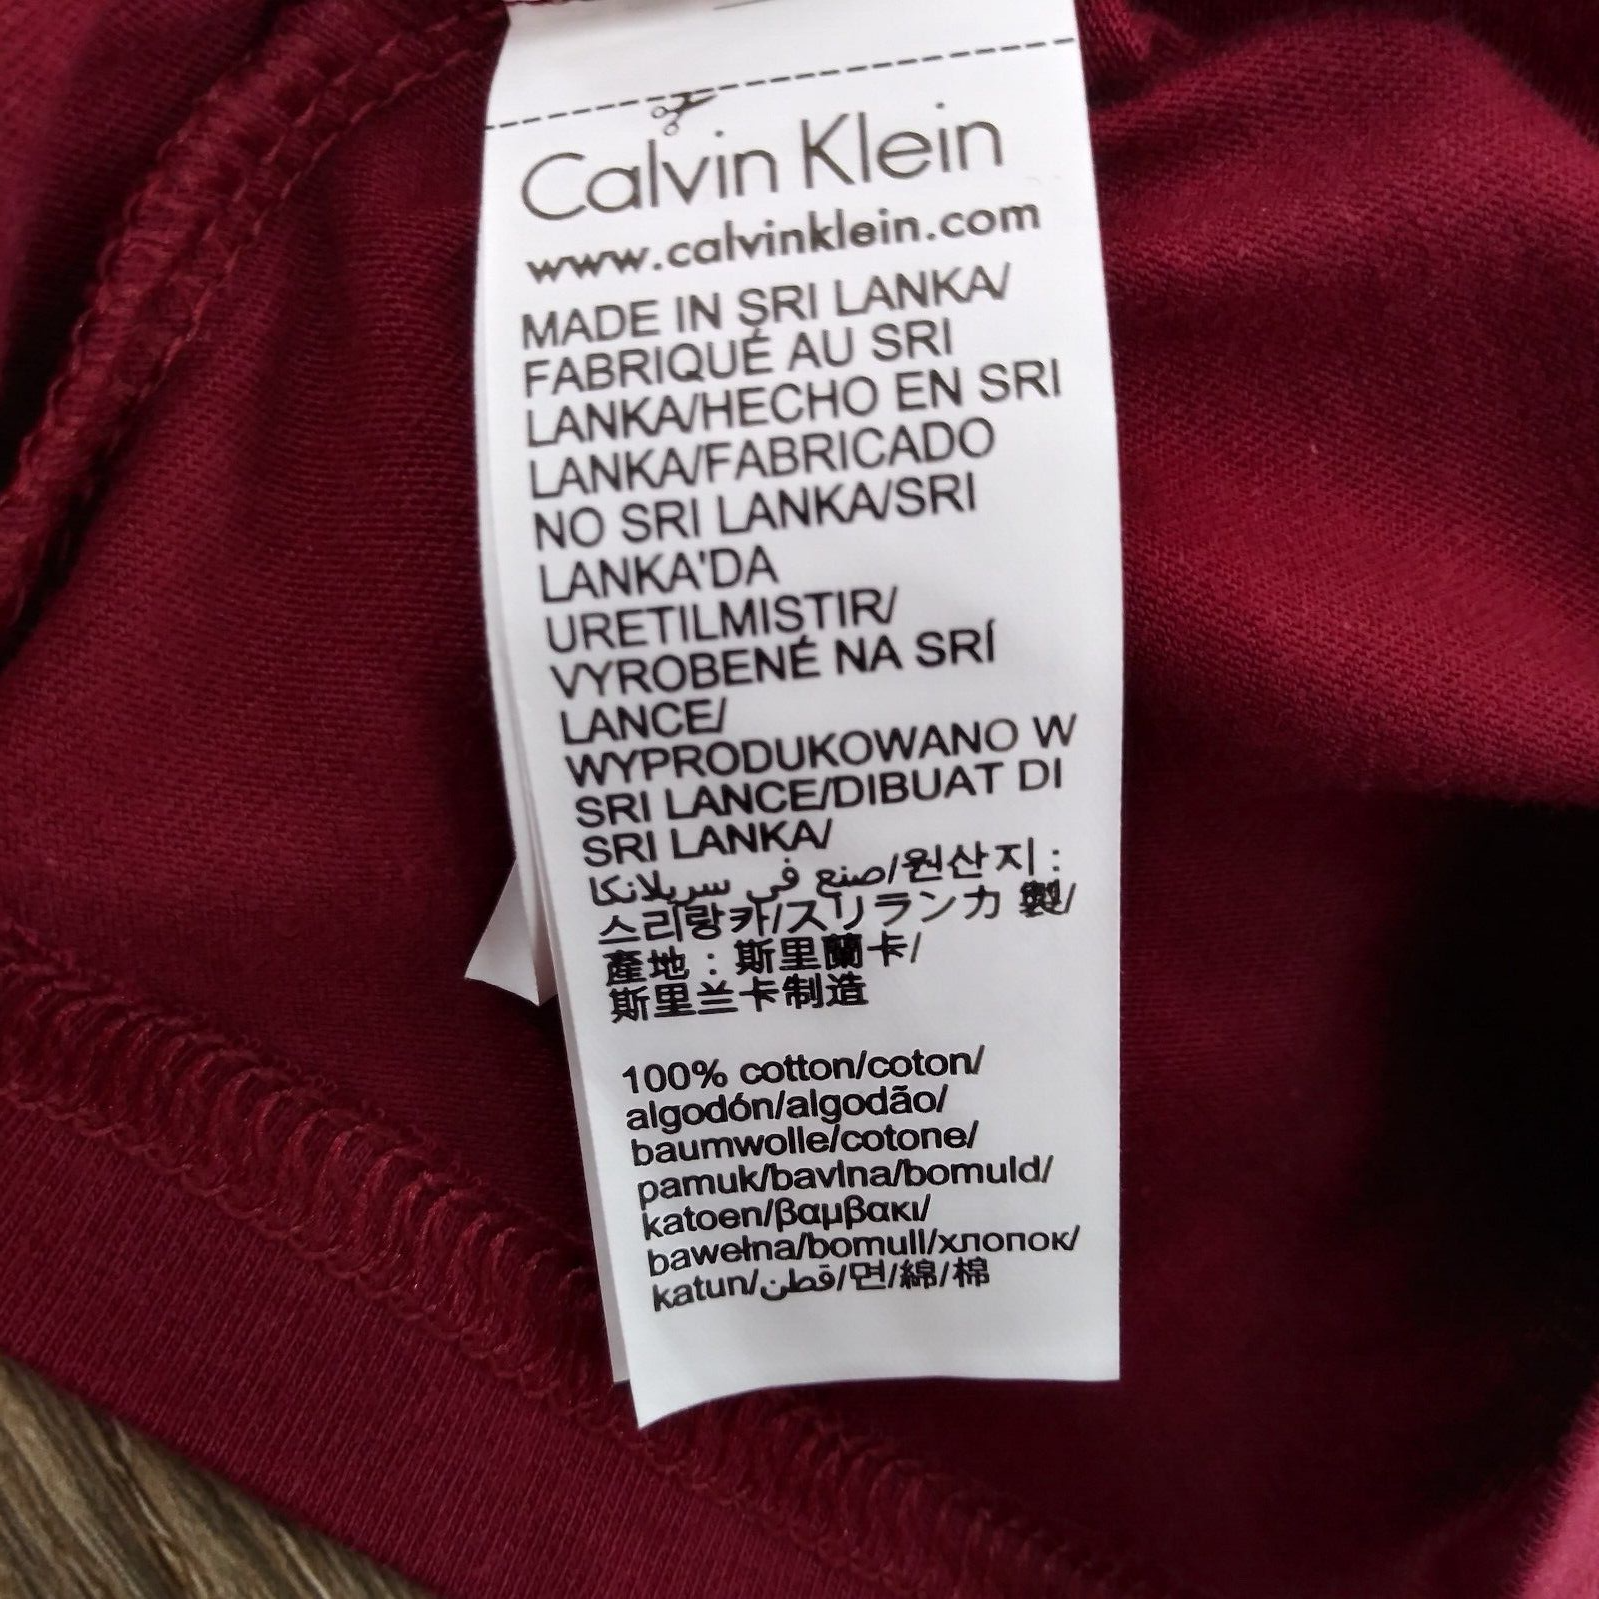 Calvin Klein
www.calvinklein.com
MADE IN SRI LANKA/
FABRIQUÉ AU SRI
LANKA/HECHO EN SRI
LANKA/FABRICADO
NO SRI LANKA/SRI
LANKA'DA
URETILMISTIR/
VYROBENÉ NA SRÍ
LANCE/
WYPRODUKOWANO W
SRI LANCE/DIBUAT DI
SRI LANKA/
صنع في سريلانكا/원산지 :
스리랑카/スリランカ 製/
產地 : 斯里蘭卡/
斯里兰卡制造
100% cotton/coton/
algodón/algodão/
baumwolle/cotone/
pamuk/bavlna/bomuld/
katoen/βαμβακι/
bawełna/bomull/хлопок/
katun/قطن/면/綿/棉